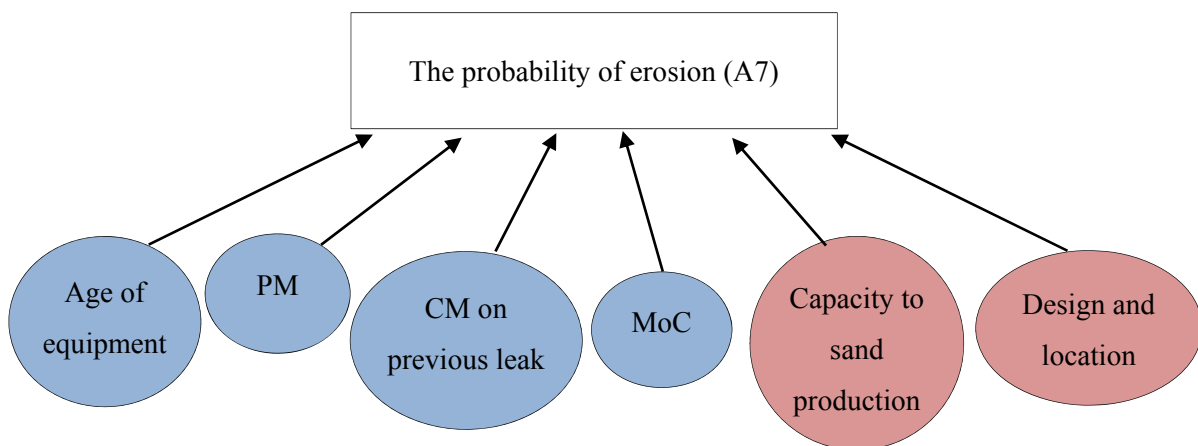 The probability of erosion (A7)
Age of
equipment
PM
CM on
previous leak
MoC
Capacity to
sand
production
Design and
location